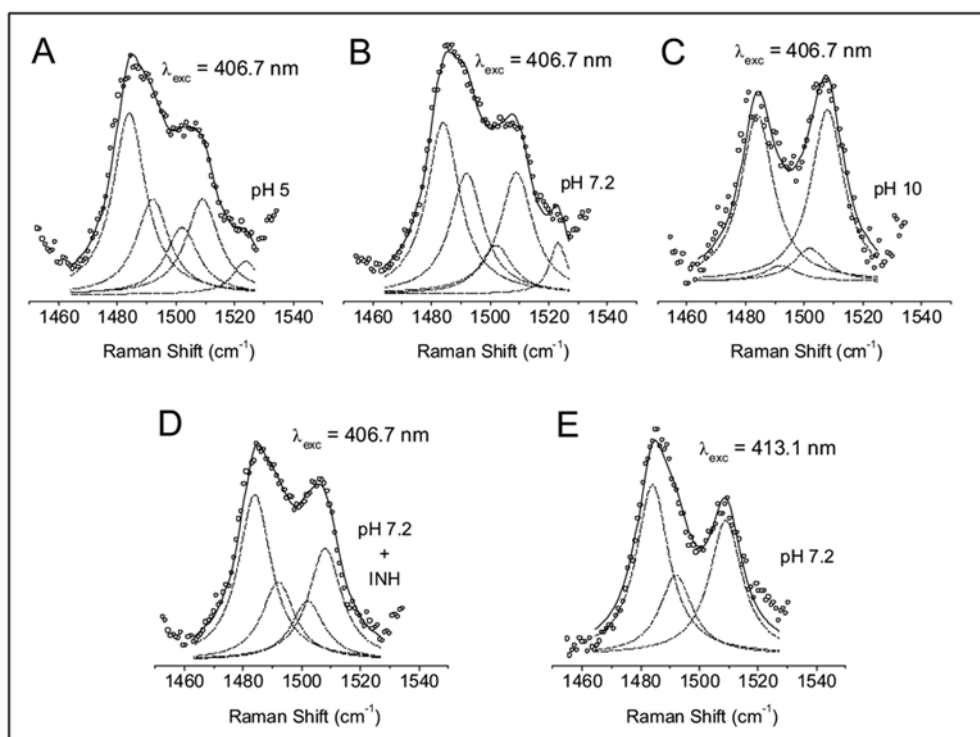 A
λexc = 406.7 nm
pH 5
1460 1480 1500 1520 1540
Raman Shift (cm⁻¹)
B
λexc = 406.7 nm
pH 7.2
1460 1480 1500 1520 1540
Raman Shift (cm⁻¹)
C
λexc = 406.7 nm
pH 10
1460 1480 1500 1520 1540
Raman Shift (cm⁻¹)
D
λexc = 406.7 nm
pH 7.2
+
INH
1460 1480 1500 1520 1540
Raman Shift (cm⁻¹)
E
λexc = 413.1 nm
pH 7.2
1460 1480 1500 1520 1540
Raman Shift (cm⁻¹)